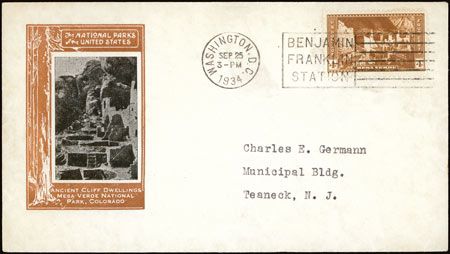 The NATIONAL PARKS
of the UNITED STATES
ANCIENT CLIFF DWELLINGS
MESA VERDE NATIONAL
PARK, COLORADO
WASHINGTON, D.C.
SEP 25
3-PM
1934
BENJAMIN
FRANKLIN
STATION
Charles E. Germann
Municipal Bldg.
Teaneck, N. J.